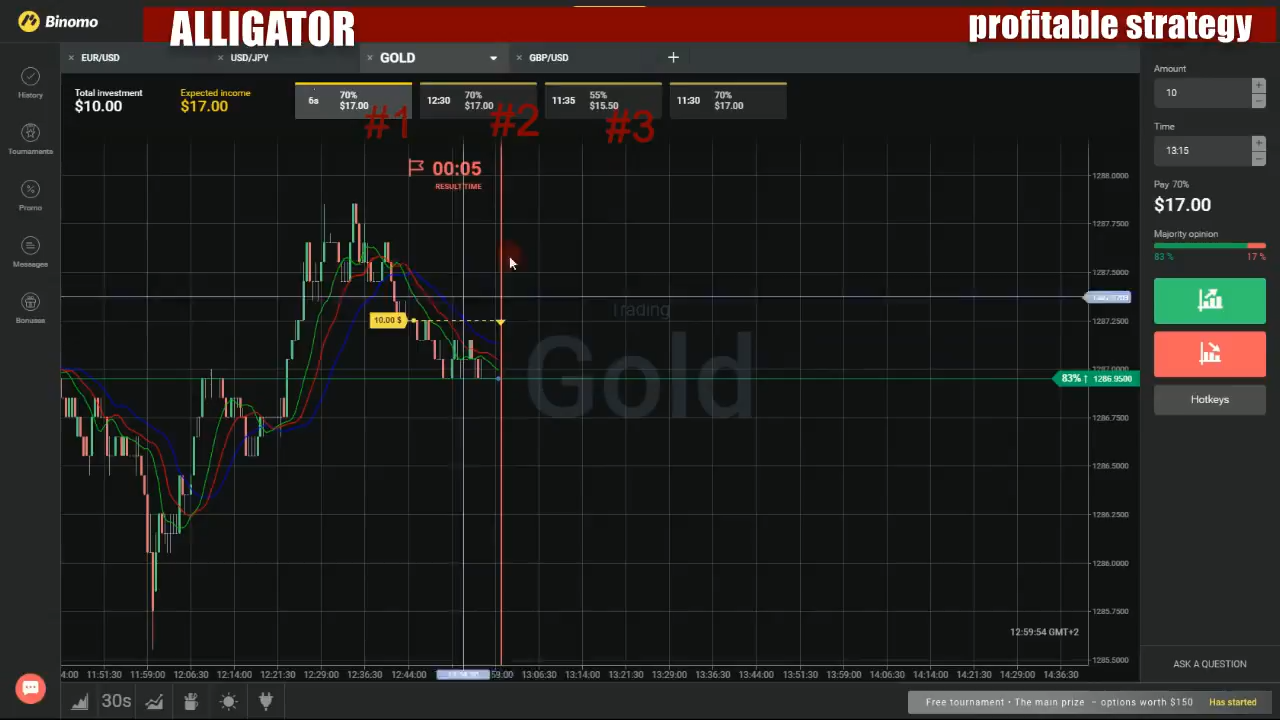 ALLIGATOR
profitable strategy
Binomo
EUR/USD
USD/JPY
GOLD
GBP/USD
Total investment
$10.00
Expected income
$17.00
6s
70%
$17.00
12:30
70%
$17.00
11:35
55%
$15.50
11:30
70%
$17.00
#1
#2
#3
00:05
RESULT TIME
History
Tournaments
Promo
Messages
Bonuses
10.00 $
Trading
Gold
1288.0000
1287.7500
1287.5000
1287.2500
1287.0000
83% ↑ 1286.9500
1286.7500
1286.5000
1286.2500
1286.0000
1285.7500
1285.5000
12:59:54 GMT+2
4:00
11:51:30
11:59:00
12:06:30
12:14:00
12:21:30
12:29:00
12:36:30
12:44:00
13:06:30
13:14:00
13:21:30
13:29:00
13:36:30
13:44:00
13:51:30
13:59:00
14:06:30
14:14:00
14:21:30
14:29:00
14:36:30
Amount
10
Time
13:15
Pay 70%
$17.00
Majority opinion
83 %
17 %
Hotkeys
ASK A QUESTION
30s
Free tournament • The main prize – options worth $150
Has started